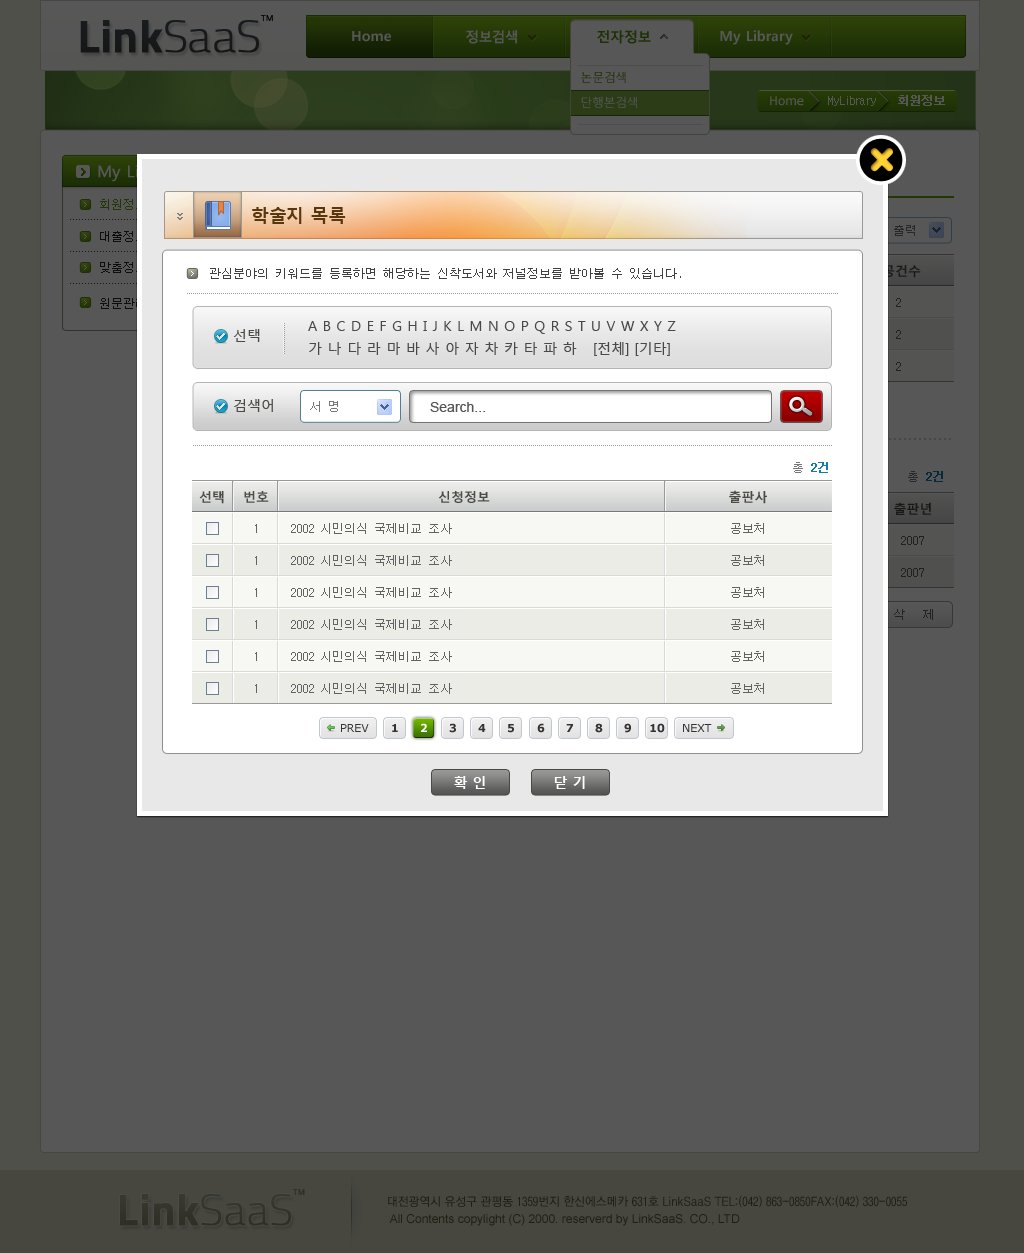 LinkSaaS™
Home 정보검색 전자정보 My Library
논문검색
단행본검색
Home MyLibrary 회원정보
My Li
회원정
대출정
맞춤정
원문관
출력
공건수
2
2
2
총 2건
출판년
2007
2007
삭 제
학술지 목록
관심분야의 키워드를 등록하면 해당하는 신착도서와 저널정보를 받아볼 수 있습니다.
선택
A B C D E F G H I J K L M N O P Q R S T U V W X Y Z
가 나 다 라 마 바 사 아 자 차 카 타 파 하 [전체] [기타]
검색어 서 명 Search...
총 2건
선택 번호 신청정보 출판사
1 2002 시민의식 국제비교 조사 공보처
1 2002 시민의식 국제비교 조사 공보처
1 2002 시민의식 국제비교 조사 공보처
1 2002 시민의식 국제비교 조사 공보처
1 2002 시민의식 국제비교 조사 공보처
1 2002 시민의식 국제비교 조사 공보처
PREV 1 2 3 4 5 6 7 8 9 10 NEXT
확 인 닫 기
LinkSaaS™
대전광역시 유성구 관평동 1359번지 한신에스메카 631호 LinkSaaS TEL:(042) 863-0850FAX:(042) 330-0055
All Contents copylight (C) 2000. reserverd by LinkSaaS. CO., LTD